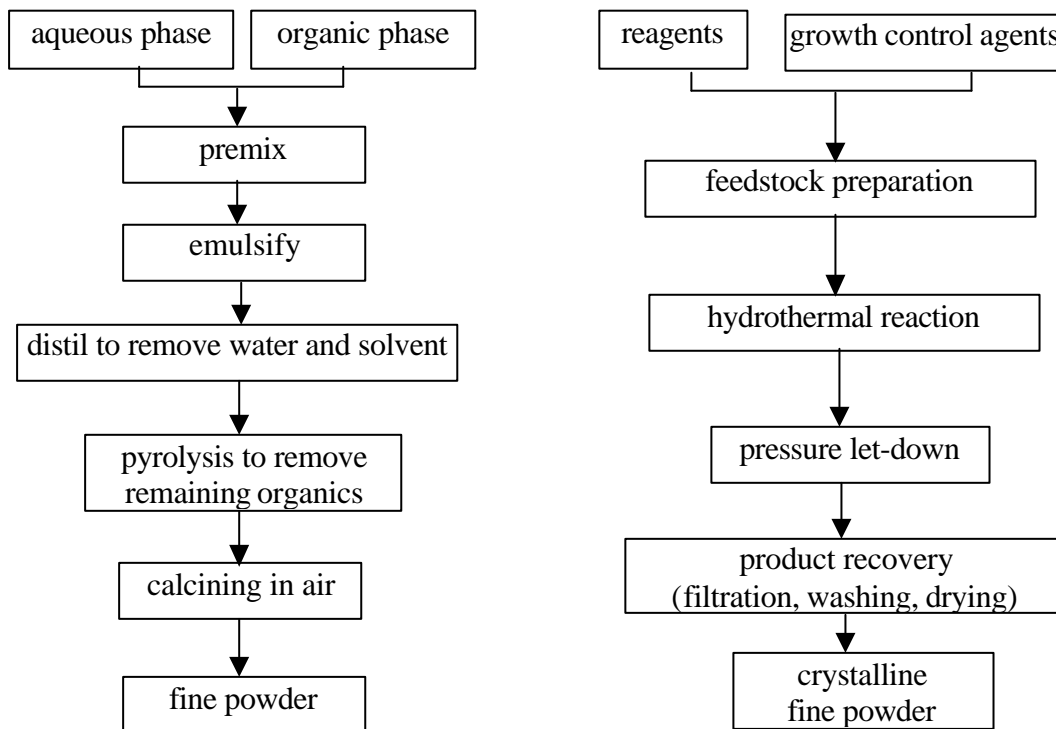 aqueous phase
organic phase
premix
emulsify
distil to remove water and solvent
pyrolysis to remove
remaining organics
calcining in air
fine powder
reagents
growth control agents
feedstock preparation
hydrothermal reaction
pressure let-down
product recovery
(filtration, washing, drying)
crystalline
fine powder